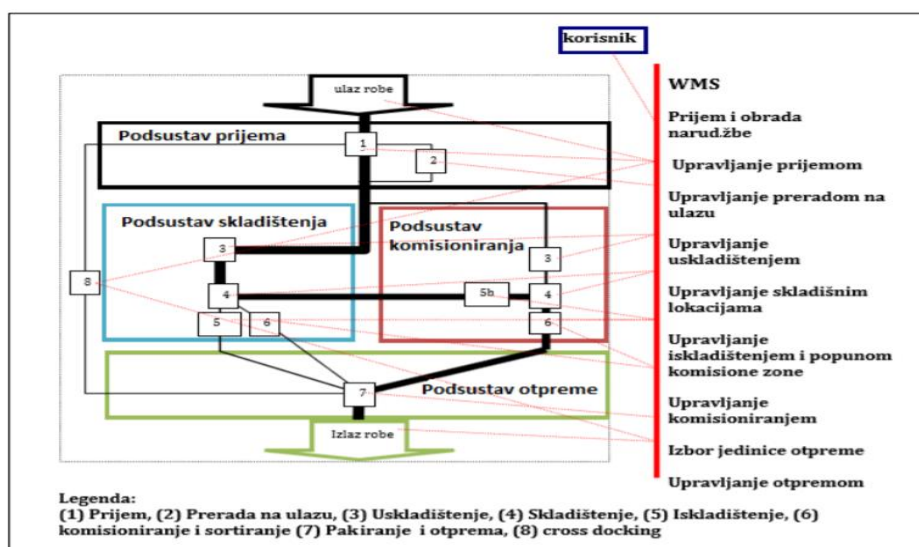 korisnik
ulaz robe
WMS
Podsustav prijema
1
2
Prijem i obrada
narudžbe
Upravljanje prijemom
Upravljanje preradom na
ulazu
Podsustav skladištenja
Podsustav
komisioniranja
3
3
Upravljanje
uskladištenjem
8
4
5b
4
Upravljanje skladišnim
lokacijama
5
6
6
Upravljanje
iskladištenjem i popunom
komisione zone
7
Podsustav otpreme
Upravljanje
komisioniranjem
Izlaz robe
Izbor jedinice otpreme
Upravljanje otpremom
Legenda:
(1) Prijem, (2) Prerada na ulazu, (3) Uskladištenje, (4) Skladištenje, (5) Iskladištenje, (6)
komisioniranje i sortiranje (7) Pakiranje i otprema, (8) cross docking